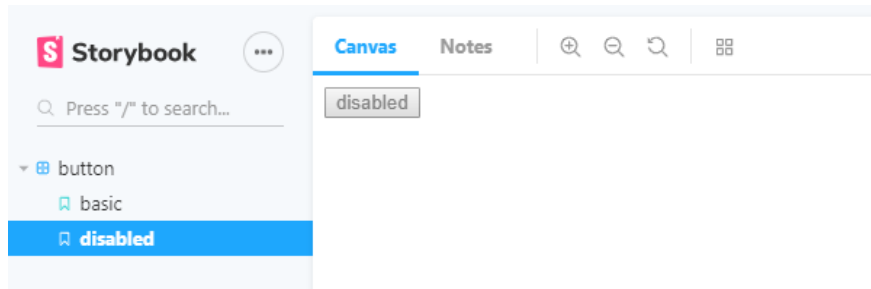 Storybook
Press "/" to search...
button
basic
disabled
Canvas Notes
disabled